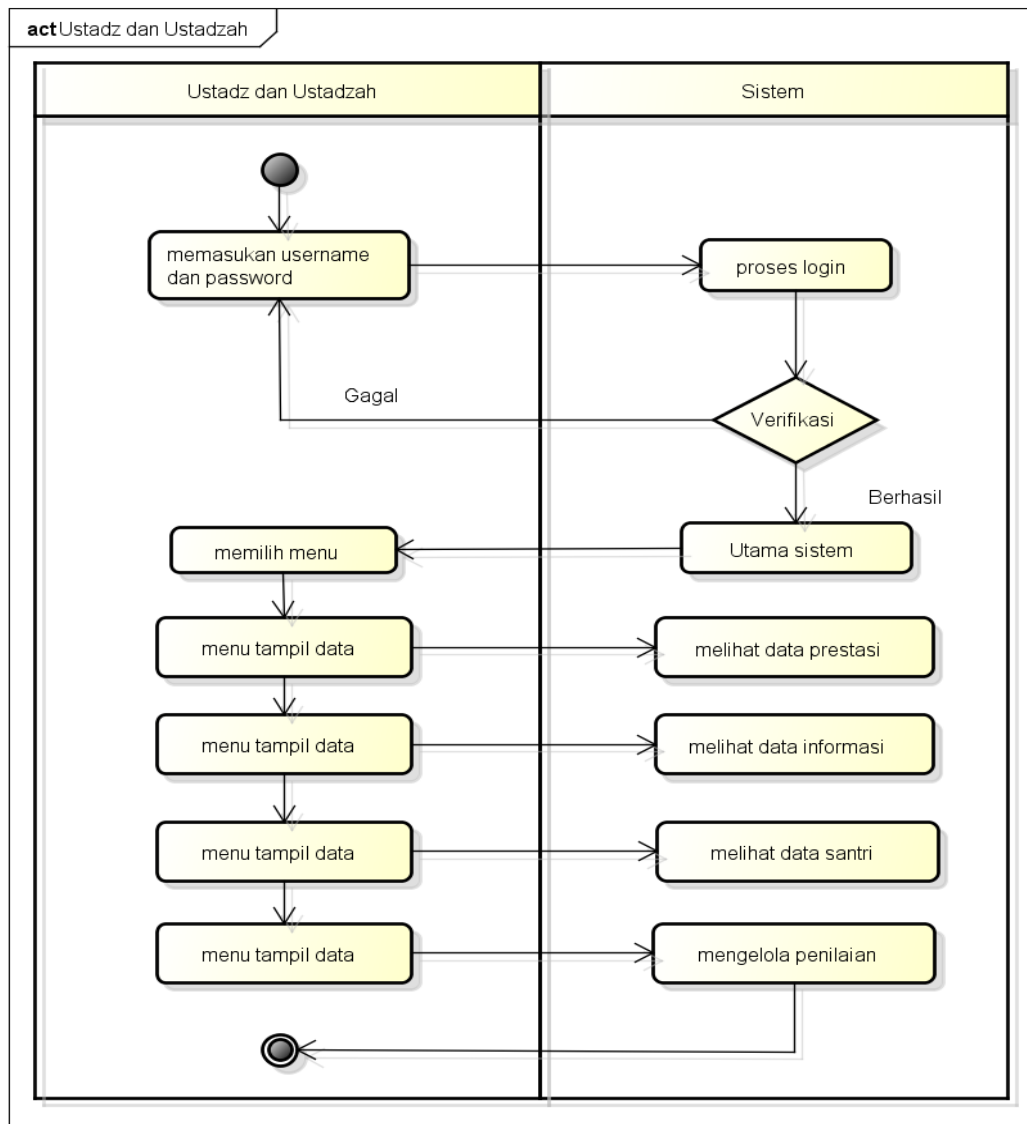 act Ustadz dan Ustadzah
Ustadz dan Ustadzah
Sistem
memasukan username
dan password
proses login
Gagal
Verifikasi
Berhasil
memilih menu
Utama sistem
menu tampil data
melihat data prestasi
menu tampil data
melihat data informasi
menu tampil data
melihat data santri
menu tampil data
mengelola penilaian